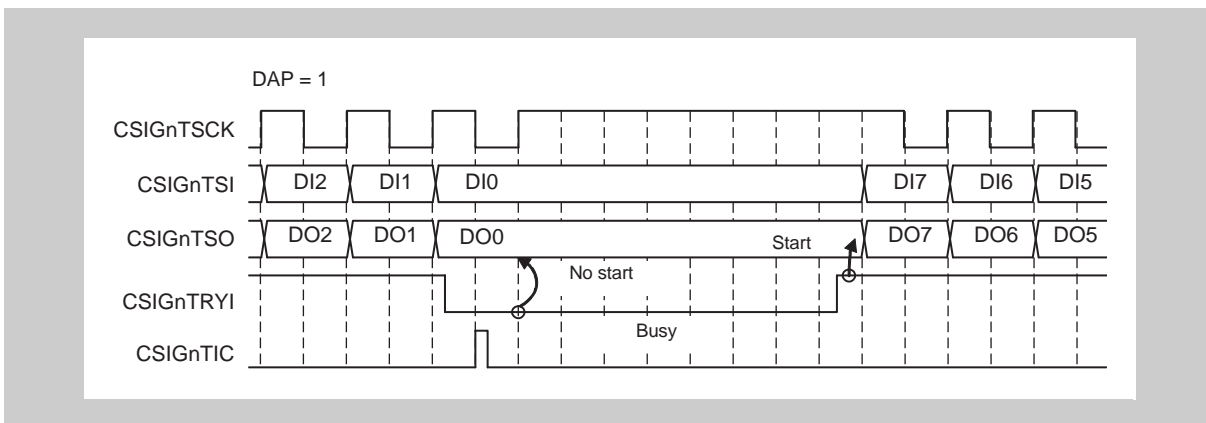 DAP = 1
CSIGnTSCK
CSIGnTSI DI2 DI1 DI0 DI7 DI6 DI5
CSIGnTSO DO2 DO1 DO0 Start DO7 DO6 DO5
No start
CSIGnTRYI
Busy
CSIGnTIC